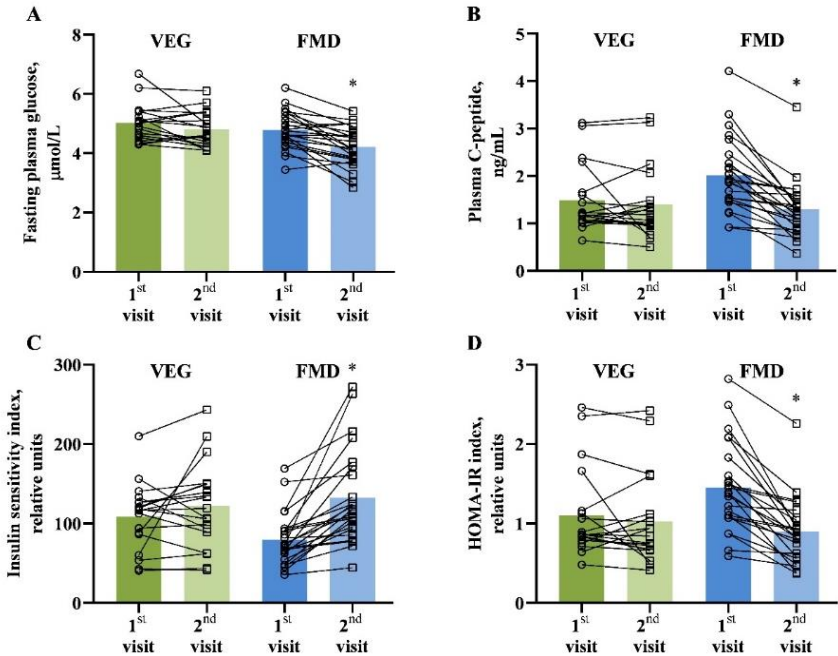 A
VEG FMD
Fasting plasma glucose,
μmol/L
8
6
4
2
0
*
1st visit
2nd visit
1st visit
2nd visit
B
VEG FMD
Plasma C-peptide,
ng/mL
5
4
3
2
1
0
*
1st visit
2nd visit
1st visit
2nd visit
C
VEG FMD
Insulin sensitivity index,
relative units
300
200
100
0
*
1st visit
2nd visit
1st visit
2nd visit
D
VEG FMD
HOMA-IR index,
relative units
3
2
1
0
*
1st visit
2nd visit
1st visit
2nd visit